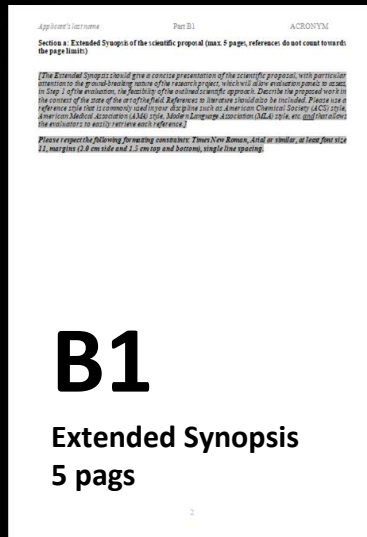 Applicant's last name Part B1 ACRONYM
Section a: Extended Synopsis of the scientific proposal (max. 5 pages, references do not count towards
the page limits)
[The Extended Synopsis should give a concise presentation of the scientific proposal, with particular
attention to the ground-breaking nature of the research project, which will allow evaluation panels to assess,
in Step 1 of the evaluation, the feasibility of the outlined scientific approach. Describe the proposed work in
the context of the state of the art of the field. References to literature should also be included. Please use a
reference style that is commonly used in your discipline such as American Chemical Society (ACS) style,
American Medical Association (AMA) style, Modern Language Association (MLA) style, etc. and that allows
the evaluators to easily retrieve each reference.]
Please respect the following formatting constraints: Times New Roman, Arial or similar, at least font size
11, margins (2.0 cm side and 1.5 cm top and bottom), single line spacing.
B1
Extended Synopsis
5 pags
2